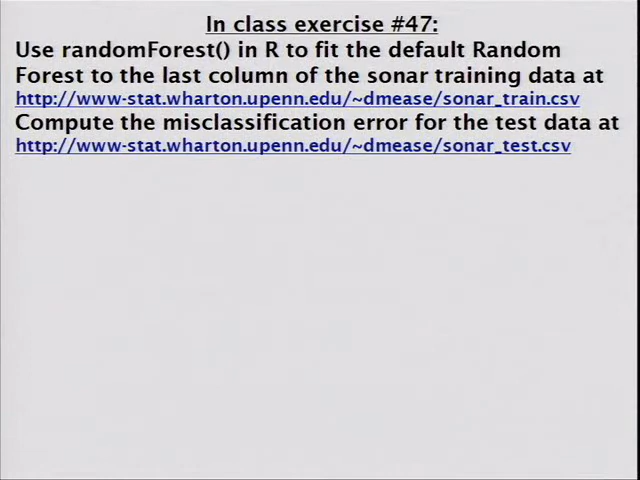 In class exercise #47:
Use randomForest() in R to fit the default Random
Forest to the last column of the sonar training data at
http://www-stat.wharton.upenn.edu/~dmease/sonar_train.csv
Compute the misclassification error for the test data at
http://www-stat.wharton.upenn.edu/~dmease/sonar_test.csv